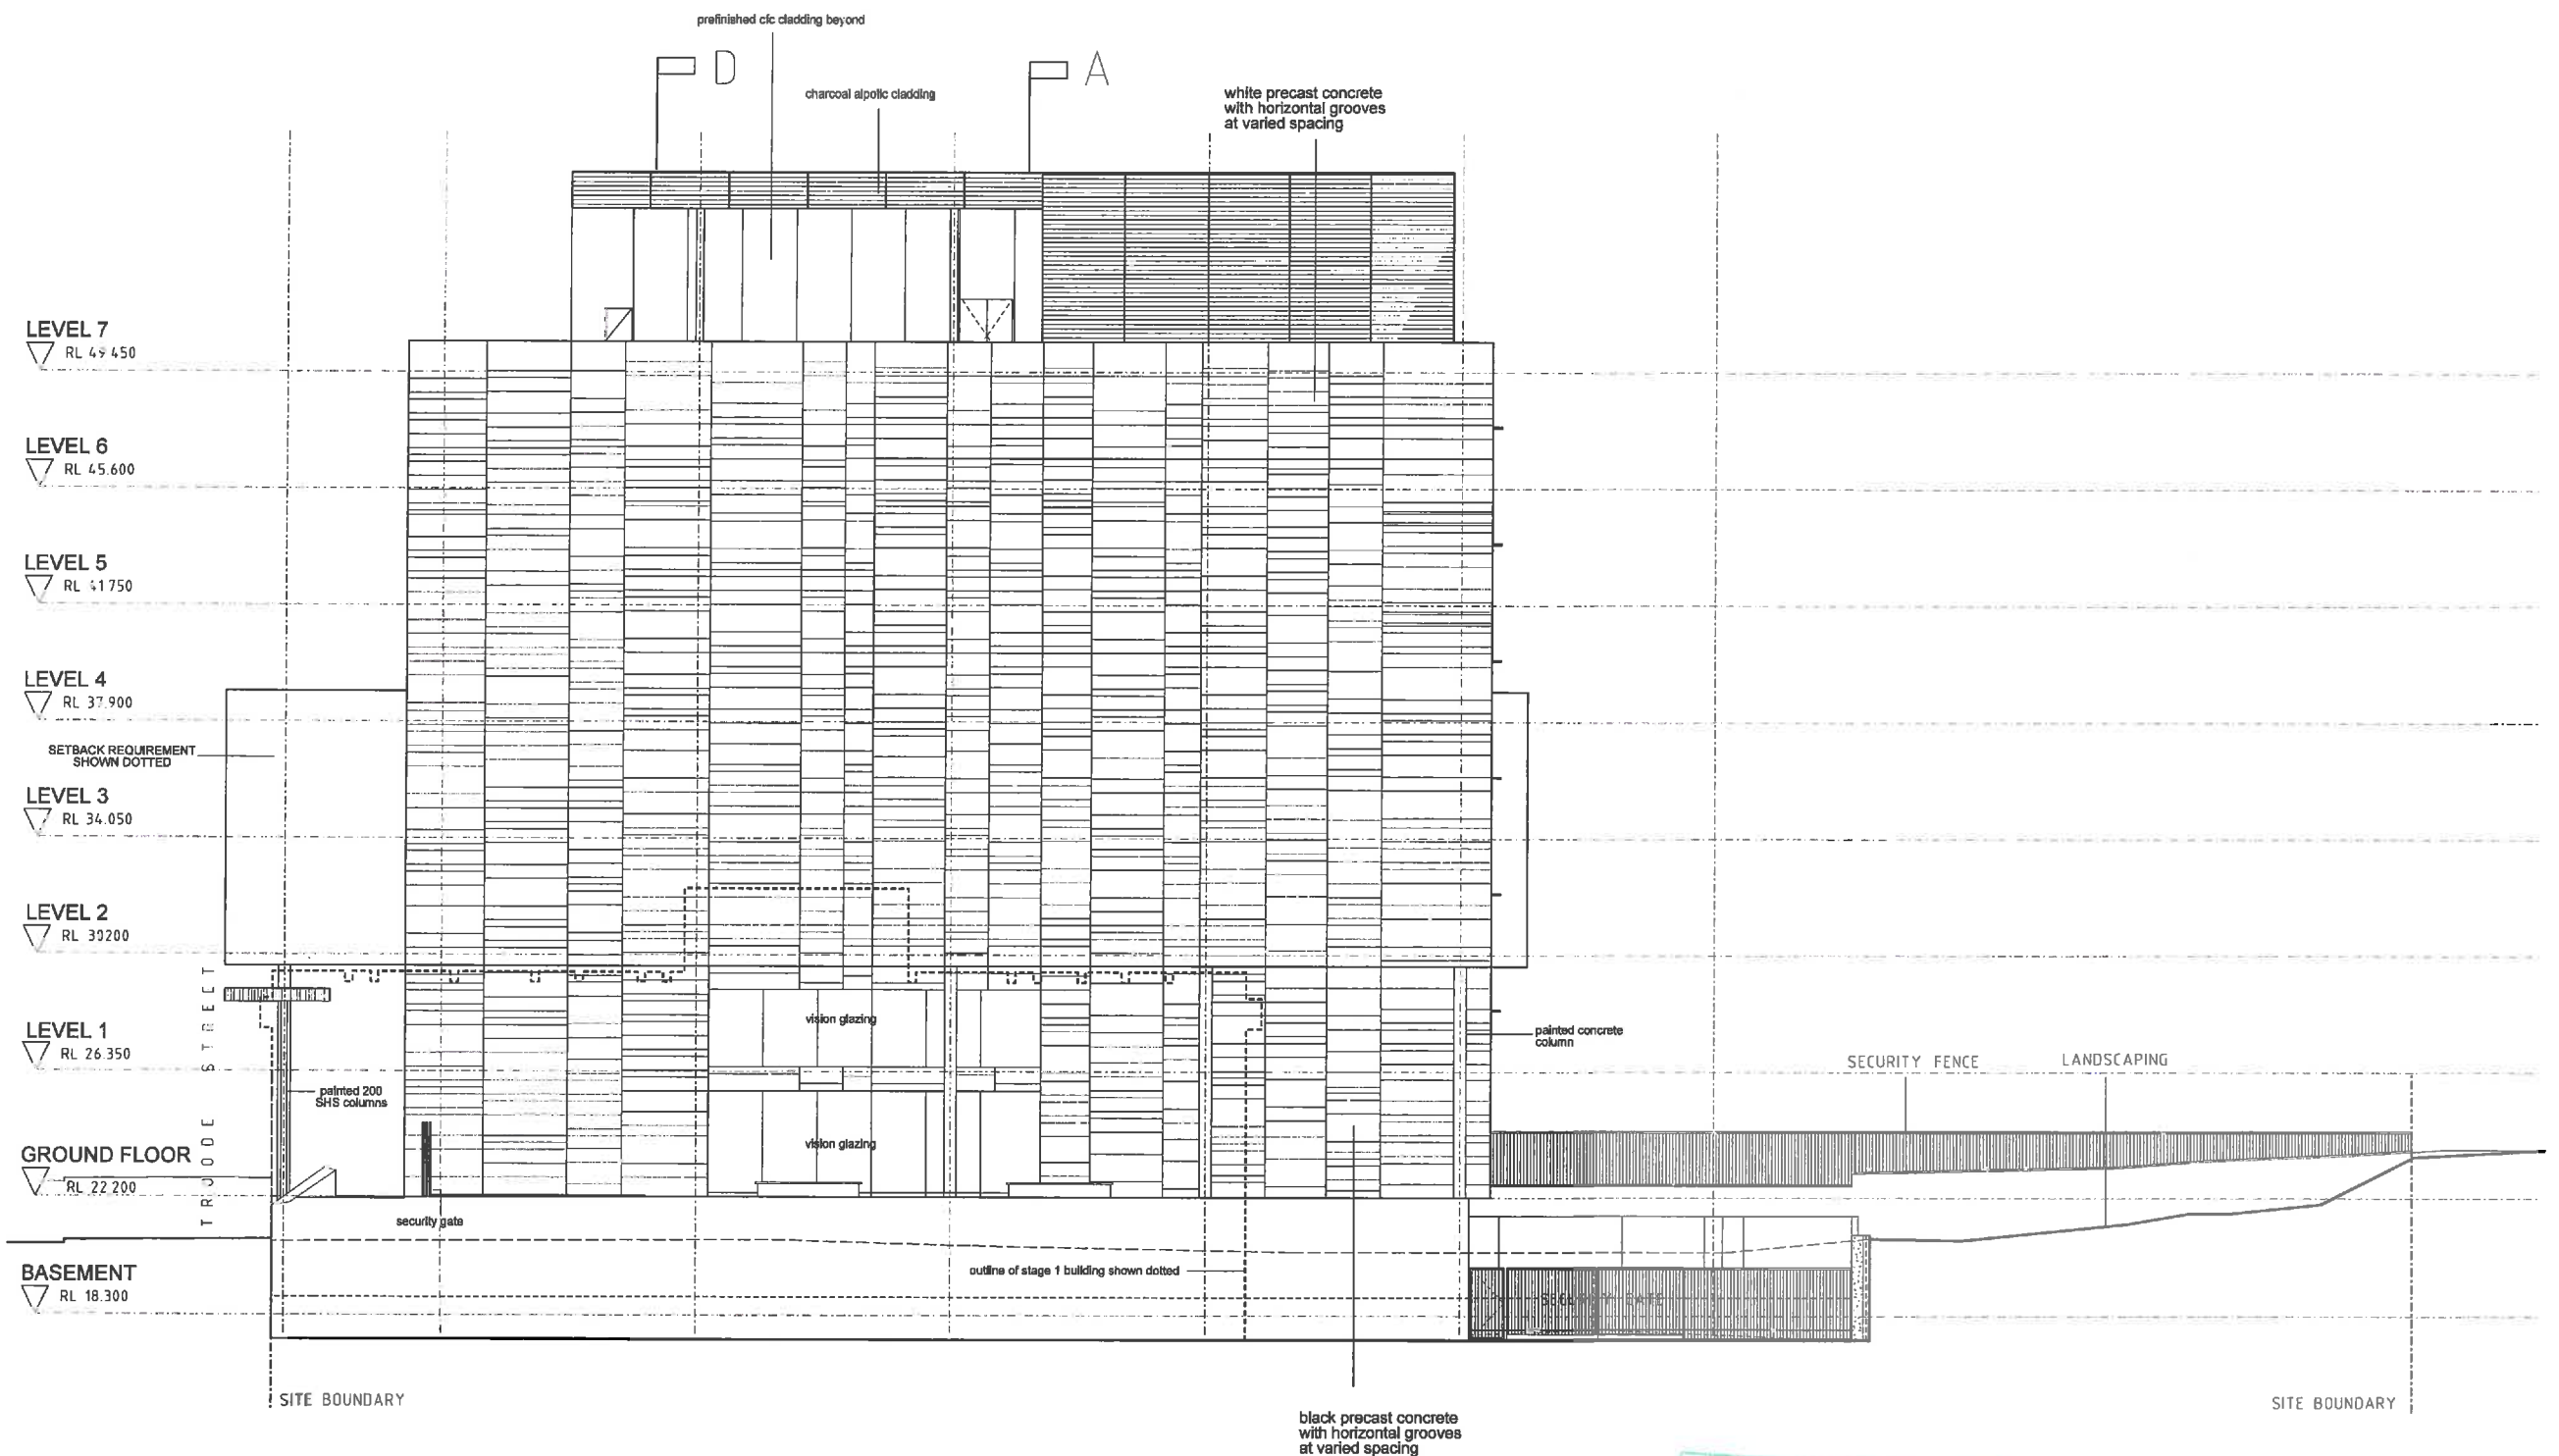 prefinished cfc cladding beyond
D
A
charcoal alpolic cladding
white precast concrete
with horizontal grooves
at varied spacing
LEVEL 7
RL 49 450
LEVEL 6
RL 45.600
LEVEL 5
RL 41 750
LEVEL 4
RL 37.900
SETBACK REQUIREMENT
SHOWN DOTTED
LEVEL 3
RL 34.050
LEVEL 2
RL 30200
LEVEL 1
RL 26.350
vision glazing
painted concrete
column
SECURITY FENCE
LANDSCAPING
painted 200
SHS columns
vision glazing
GROUND FLOOR
RL 22 200
STREET
security gate
outline of stage 1 building shown dotted
BASEMENT
RL 18.300
SECURITY GATE
SITE BOUNDARY
SITE BOUNDARY
black precast concrete
with horizontal grooves
at varied spacing